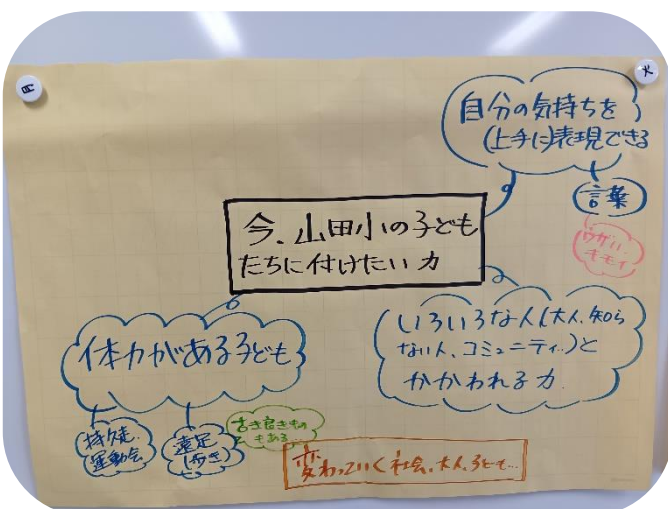 月
火
自分の気持ちを
(上手に)表現できる
言葉
ウザい、
キモイ
今、山田小の子ども
たちに付けたい力
いろいろな人(大人、知ら
ない人、コミュニティ…)と
かかわれる力
体力がある子ども
持久走、
運動会
遠足
歩き
古き良きもの
もある
変わっていく社会、大人、子ども…